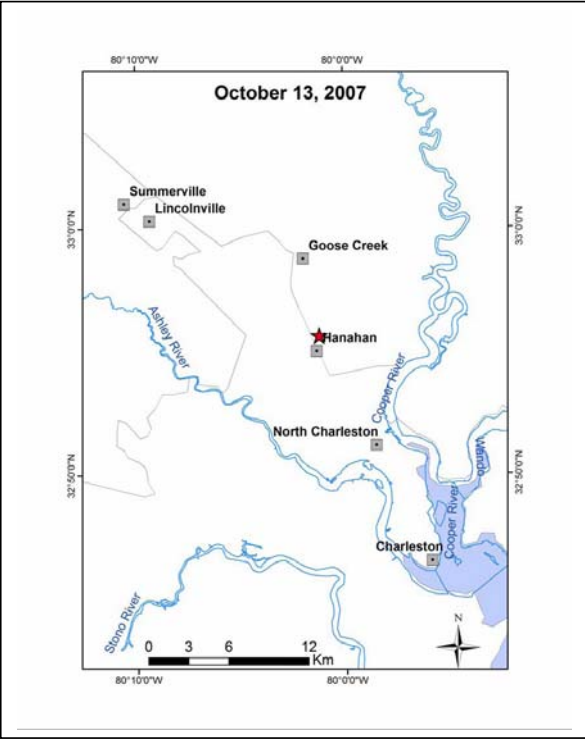 80°10'0"W
80°0'0"W
October 13, 2007
Summerville
Lincolnville
33°0'0"N
33°0'0"N
Goose Creek
Ashley River
Hanahan
Cooper River
North Charleston
Wando
32°50'0"N
32°50'0"N
Cooper River
Charleston
Stono River
N
0 3 6 12
Km
80°10'0"W
80°0'0"W